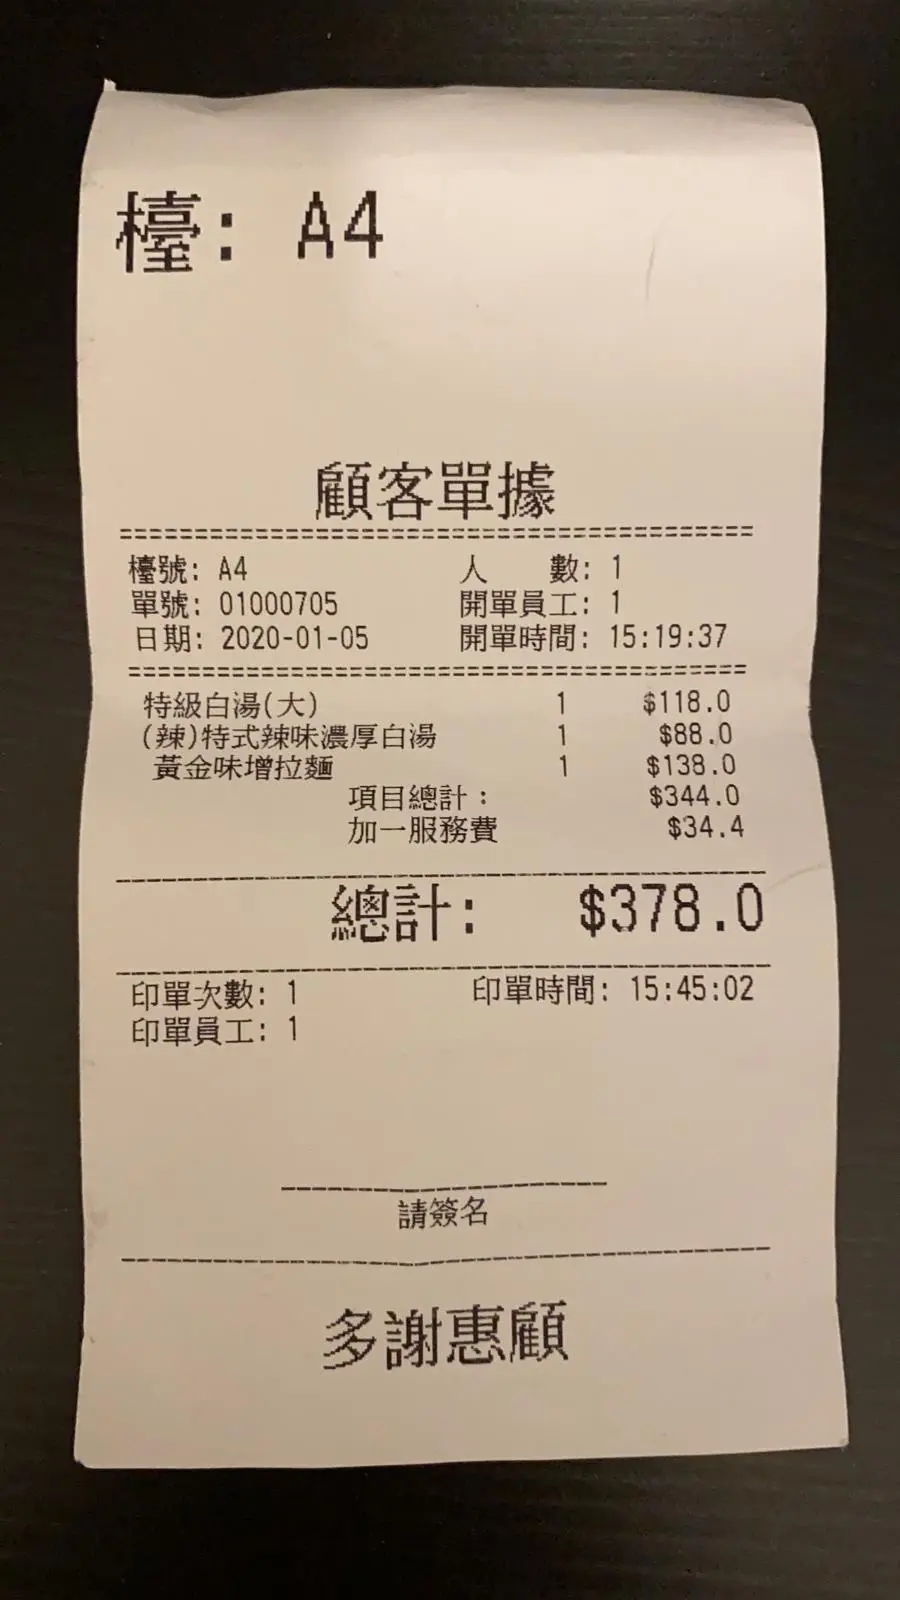 檯: A4
顧客單據
==========================================
檯號: A4 人 數: 1
單號: 01000705 開單員工: 1
日期: 2020-01-05 開單時間: 15:19:37
==========================================
特級白湯(大) 1 $118.0
(辣)特式辣味濃厚白湯 1 $88.0
黃金味增拉麵 1 $138.0
項目總計: $344.0
加一服務費 $34.4
總計: $378.0
印單次數: 1 印單時間: 15:45:02
印單員工: 1
請簽名
多謝惠顧